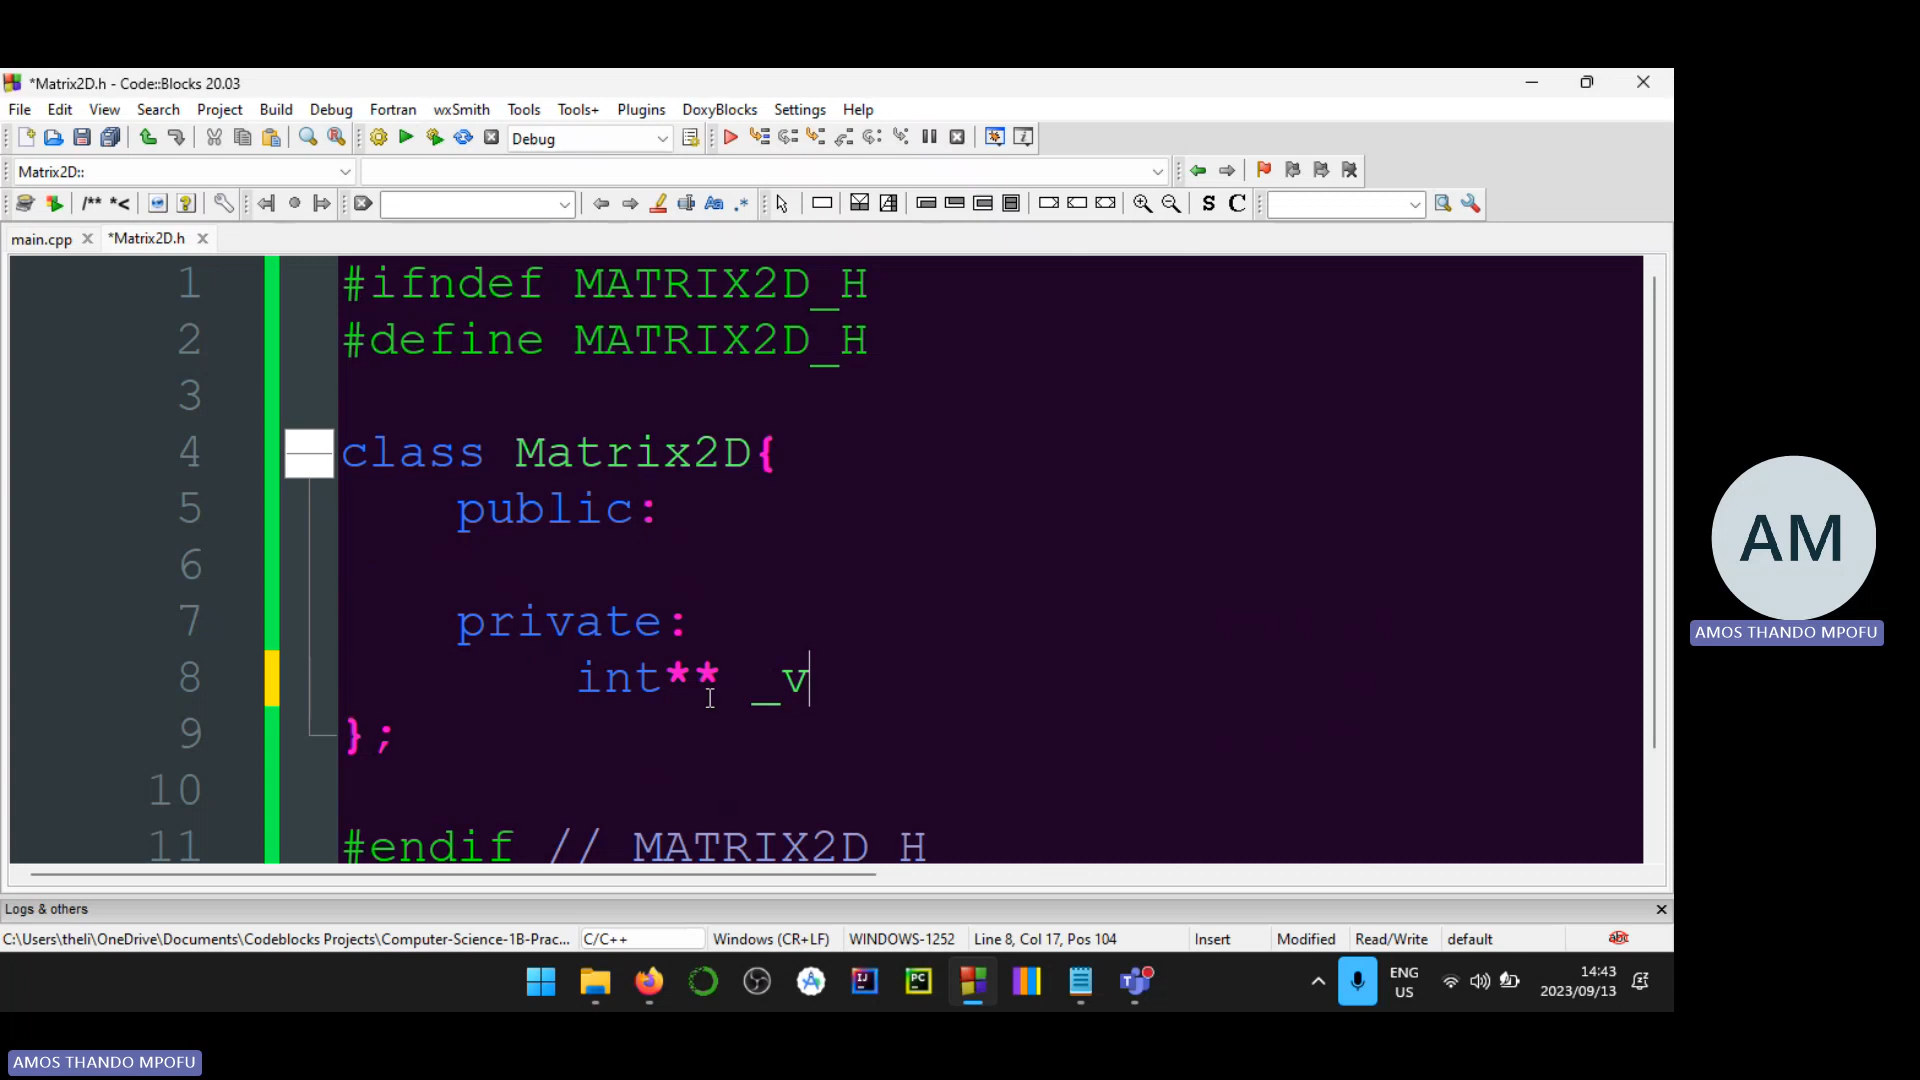 *Matrix2D.h - Code::Blocks 20.03
File Edit View Search Project Build Debug Fortran wxSmith Tools Tools+ Plugins DoxyBlocks Settings Help
Debug
Matrix2D::
/** *< Aa .* S C
main.cpp *Matrix2D.h
1 #ifndef MATRIX2D_H
2 #define MATRIX2D_H
3
4 class Matrix2D{
5 public:
6
7 private:
8 int** _v
9 };
10
11 #endif // MATRIX2D_H
AM
AMOS THANDO MPOFU
Logs & others
C:\Users\theli\OneDrive\Documents\Codeblocks Projects\Computer-Science-1B-Prac... C/C++ Windows (CR+LF) WINDOWS-1252 Line 8, Col 17, Pos 104 Insert Modified Read/Write default abc
IJ PC T ENG US 14:43 2023/09/13
AMOS THANDO MPOFU